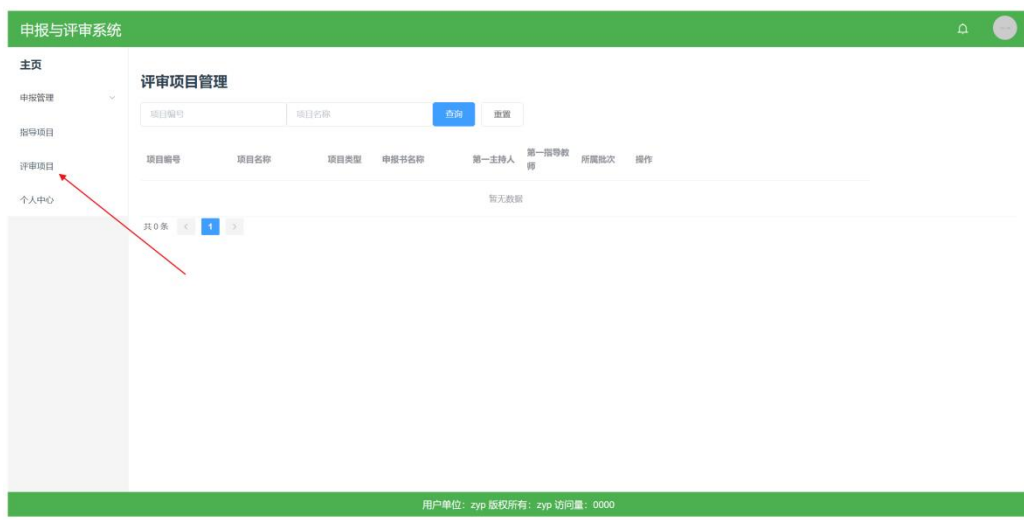 申报与评审系统
主页
申报管理
指导项目
评审项目
个人中心
评审项目管理
项目编号 项目名称 查询 重置
项目编号 项目名称 项目类型 申报书名称 第一主持人 第一指导教师 所属批次 操作
暂无数据
共 0 条 < 1 >
用户单位：zyp 版权所有：zyp 访问量：0000